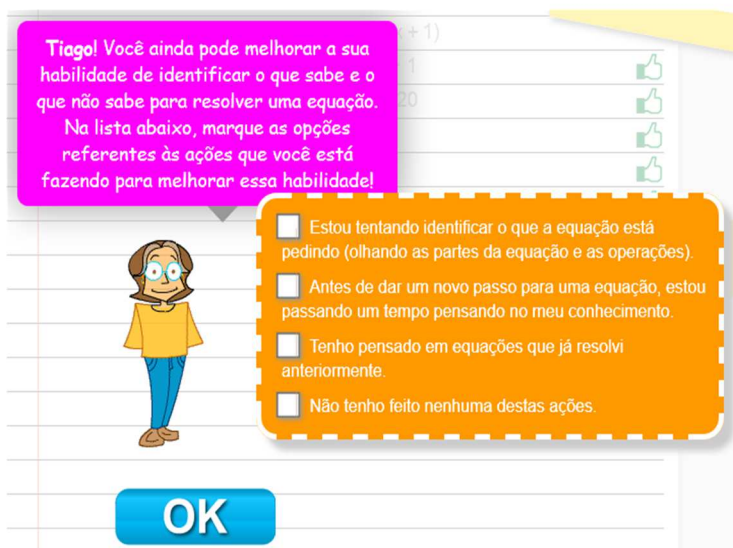 x + 1)
1
20
Tiago! Você ainda pode melhorar a sua
habilidade de identificar o que sabe e o
que não sabe para resolver uma equação.
Na lista abaixo, marque as opções
referentes às ações que você está
fazendo para melhorar essa habilidade!
Estou tentando identificar o que a equação está
pedindo (olhando as partes da equação e as operações).
Antes de dar um novo passo para uma equação, estou
passando um tempo pensando no meu conhecimento.
Tenho pensado em equações que já resolvi
anteriormente.
Não tenho feito nenhuma destas ações.
OK